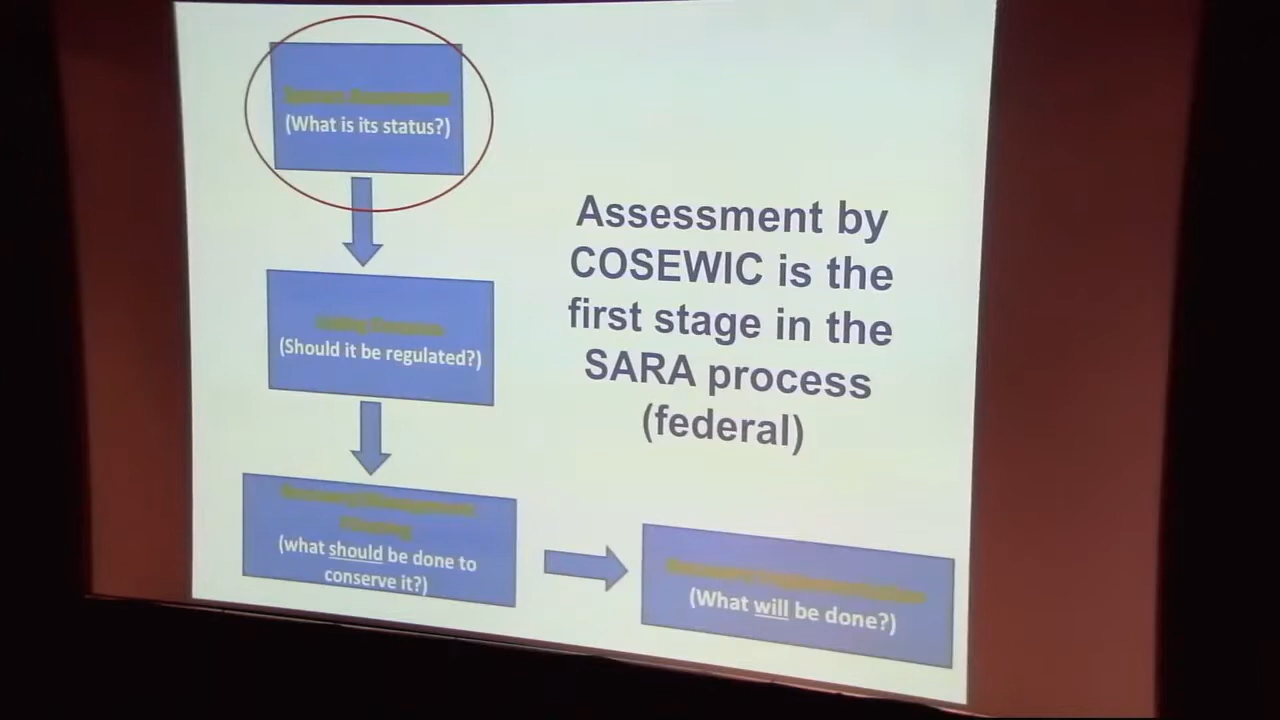 (What is its status?)
(Should it be regulated?)
(what should be done to
conserve it?)
(What will be done?)
Assessment by
COSEWIC is the
first stage in the
SARA process
(federal)